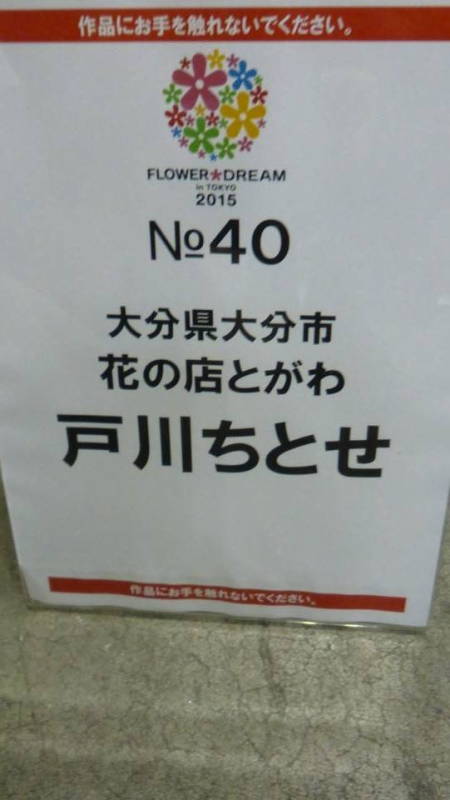 作品にお手を触れないでください。
FLOWER★DREAM
in TOKYO
2015
№40
大分県大分市
花の店とがわ
戸川ちとせ
作品にお手を触れないでください。